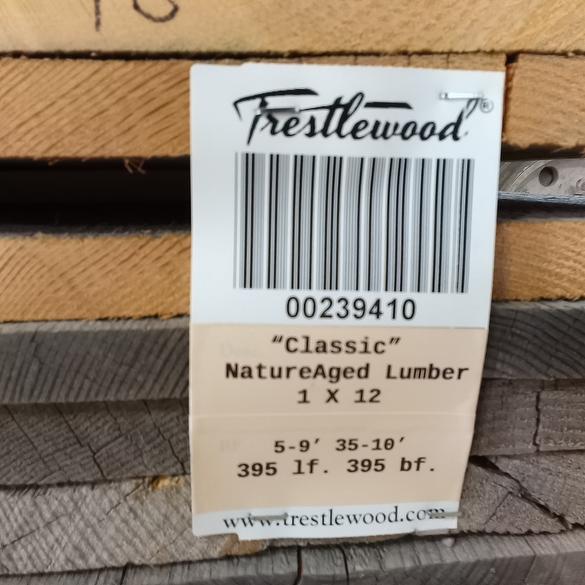 Trestlewood®
00239410
“Classic”
NatureAged Lumber
1 X 12
5-9′ 35-10′
395 lf. 395 bf.
www.trestlewood.com